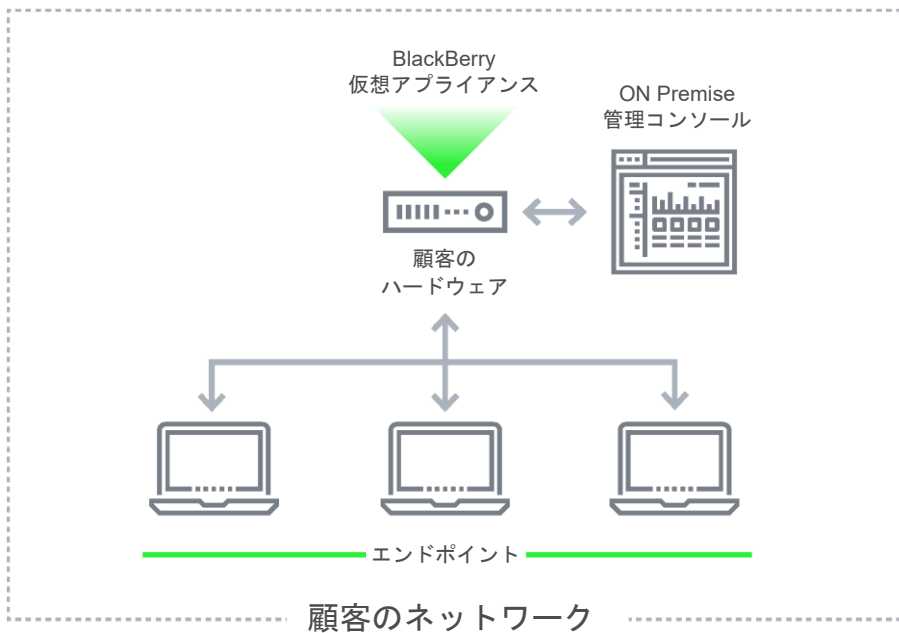 BlackBerry
仮想アプライアンス
ON Premise
管理コンソール
顧客の
ハードウェア
エンドポイント
顧客のネットワーク